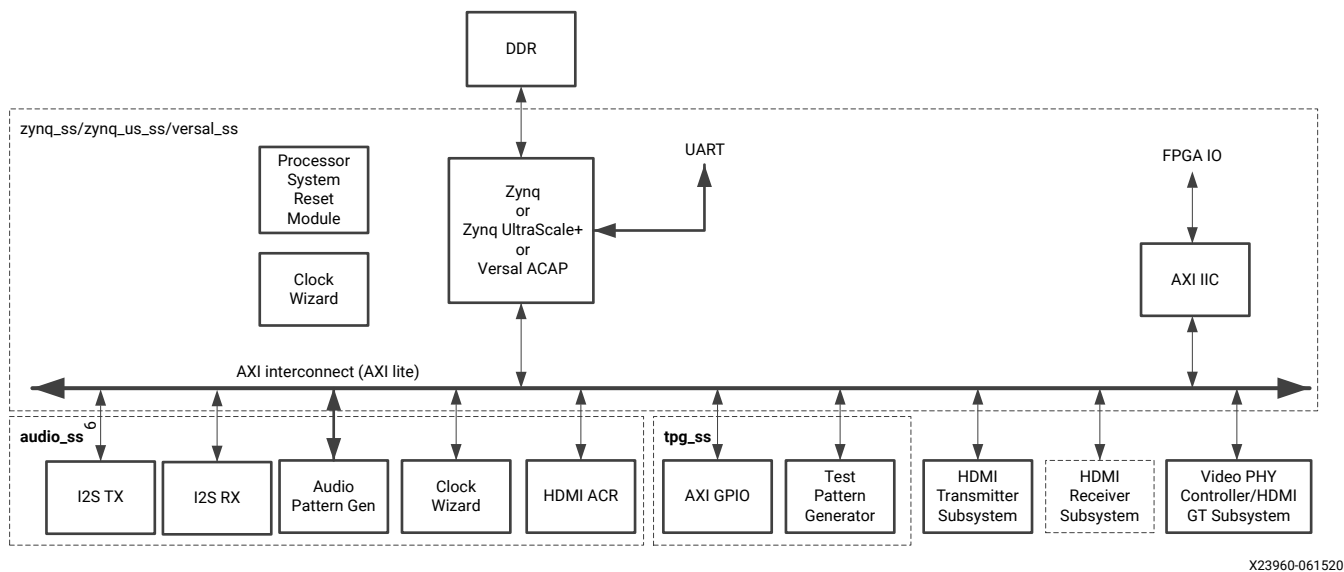 DDR
zynq_ss/zynq_us_ss/versal_ss
Processor
System
Reset
Module
Zynq
or
Zynq UltraScale+
or
Versal ACAP
UART
FPGA IO
Clock
Wizard
AXI IIC
AXI interconnect (AXI lite)
audio_ss
6
tpg_ss
I2S TX
I2S RX
Audio
Pattern Gen
Clock
Wizard
HDMI ACR
AXI GPIO
Test
Pattern
Generator
HDMI
Transmitter
Subsystem
HDMI
Receiver
Subsystem
Video PHY
Controller/HDMI
GT Subsystem
X23960-061520